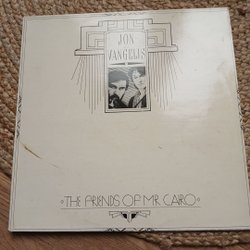 JON
VANGELIS
THE FRIENDS OF MR CAIRO